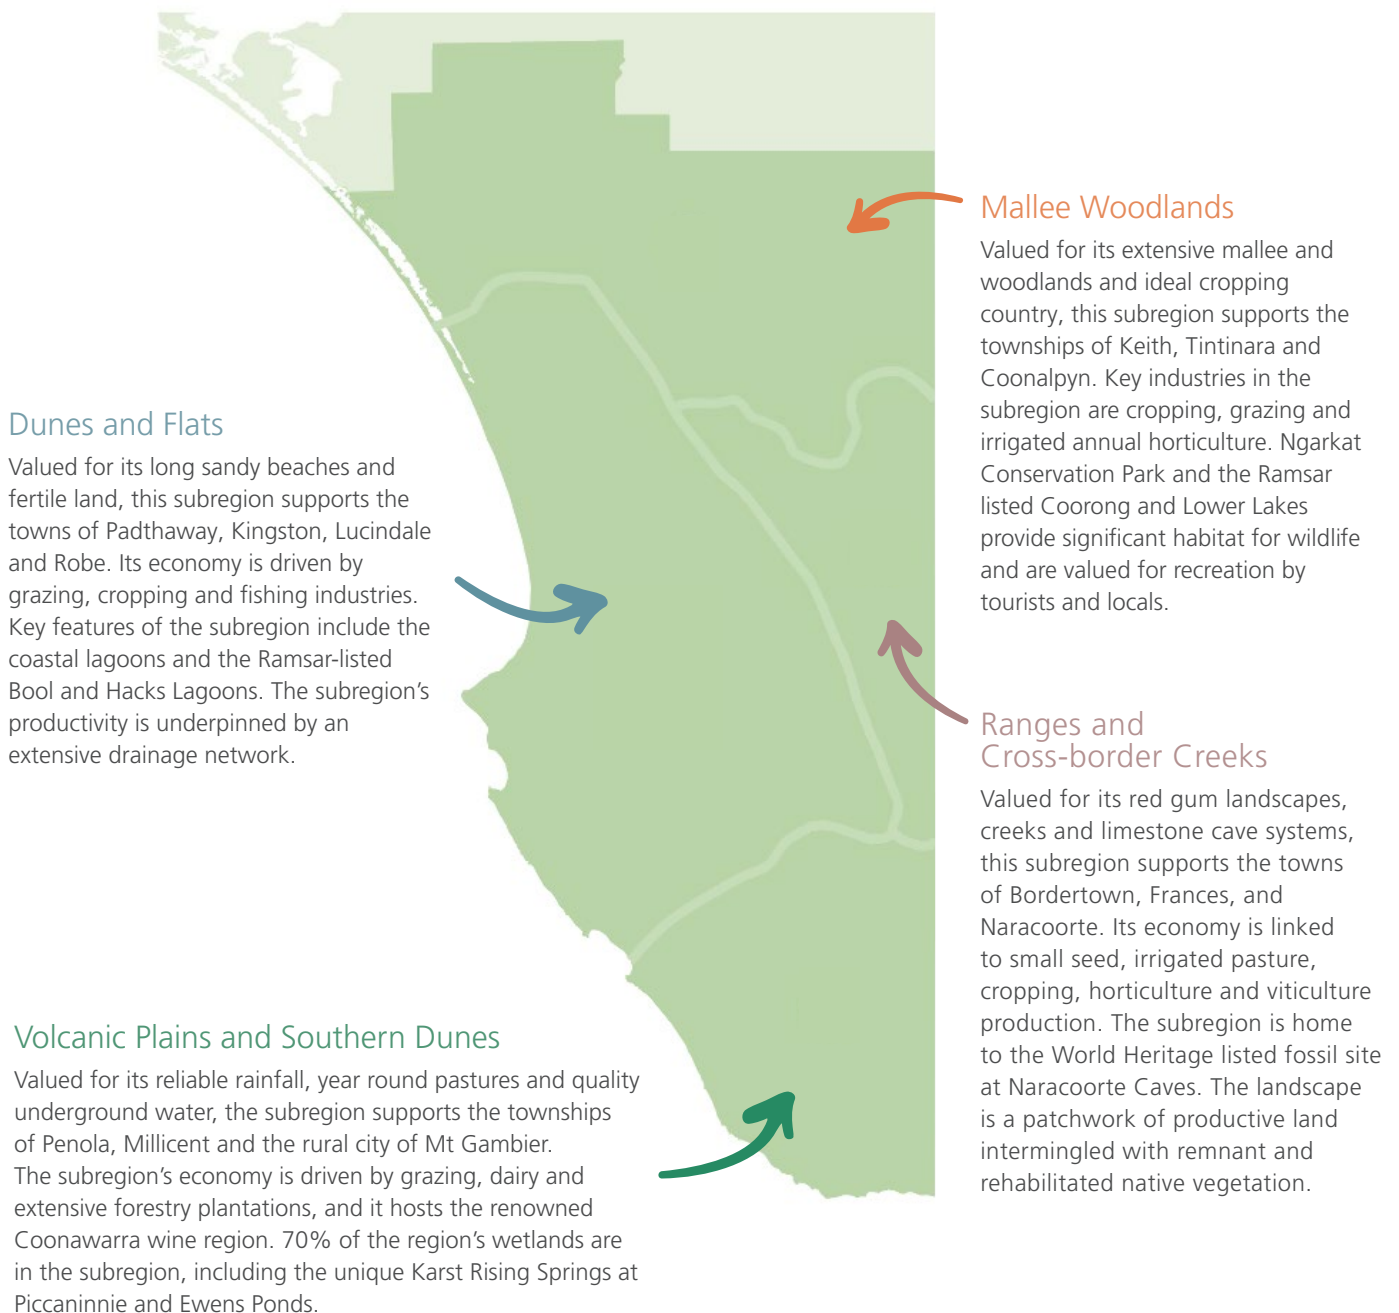 Mallee Woodlands
Valued for its extensive mallee and
woodlands and ideal cropping
country, this subregion supports the
townships of Keith, Tintinara and
Coonalpyn. Key industries in the
subregion are cropping, grazing and
irrigated annual horticulture. Ngarkat
Conservation Park and the Ramsar
listed Coorong and Lower Lakes
provide significant habitat for wildlife
and are valued for recreation by
tourists and locals.
Dunes and Flats
Valued for its long sandy beaches and
fertile land, this subregion supports the
towns of Padthaway, Kingston, Lucindale
and Robe. Its economy is driven by
grazing, cropping and fishing industries.
Key features of the subregion include the
coastal lagoons and the Ramsar-listed
Bool and Hacks Lagoons. The subregion's
productivity is underpinned by an
extensive drainage network.
Ranges and
Cross-border Creeks
Valued for its red gum landscapes,
creeks and limestone cave systems,
this subregion supports the towns
of Bordertown, Frances, and
Naracoorte. Its economy is linked
to small seed, irrigated pasture,
cropping, horticulture and viticulture
production. The subregion is home
to the World Heritage listed fossil site
at Naracoorte Caves. The landscape
is a patchwork of productive land
intermingled with remnant and
rehabilitated native vegetation.
Volcanic Plains and Southern Dunes
Valued for its reliable rainfall, year round pastures and quality
underground water, the subregion supports the townships
of Penola, Millicent and the rural city of Mt Gambier.
The subregion's economy is driven by grazing, dairy and
extensive forestry plantations, and it hosts the renowned
Coonawarra wine region. 70% of the region's wetlands are
in the subregion, including the unique Karst Rising Springs at
Piccaninnie and Ewens Ponds.